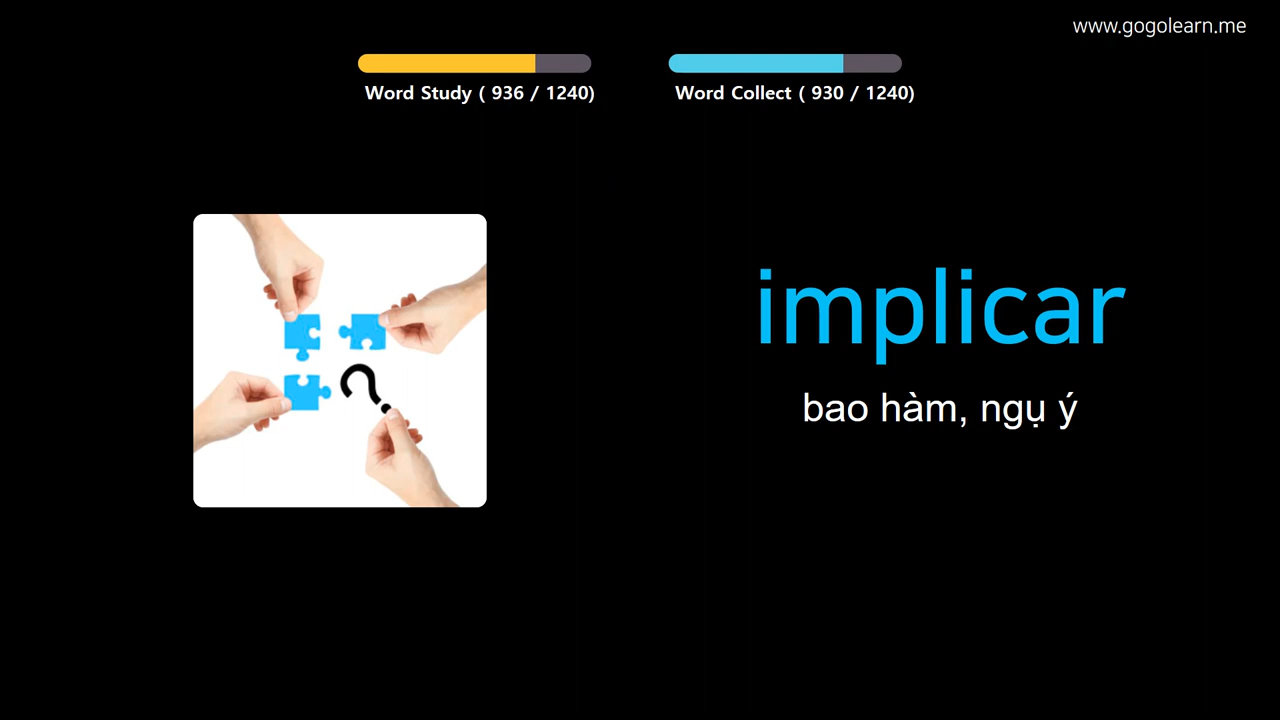 www.gogolearn.me
Word Study ( 936 / 1240)
Word Collect ( 930 / 1240)
?
implicar
bao hàm, ngụ ý